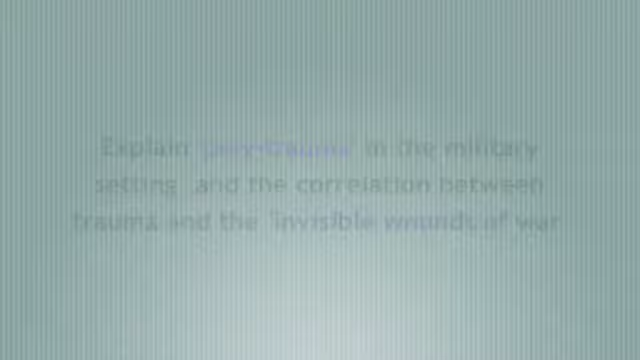 Explain in the military
setting and the correlation between
trauma and the 'invisible wounds of war